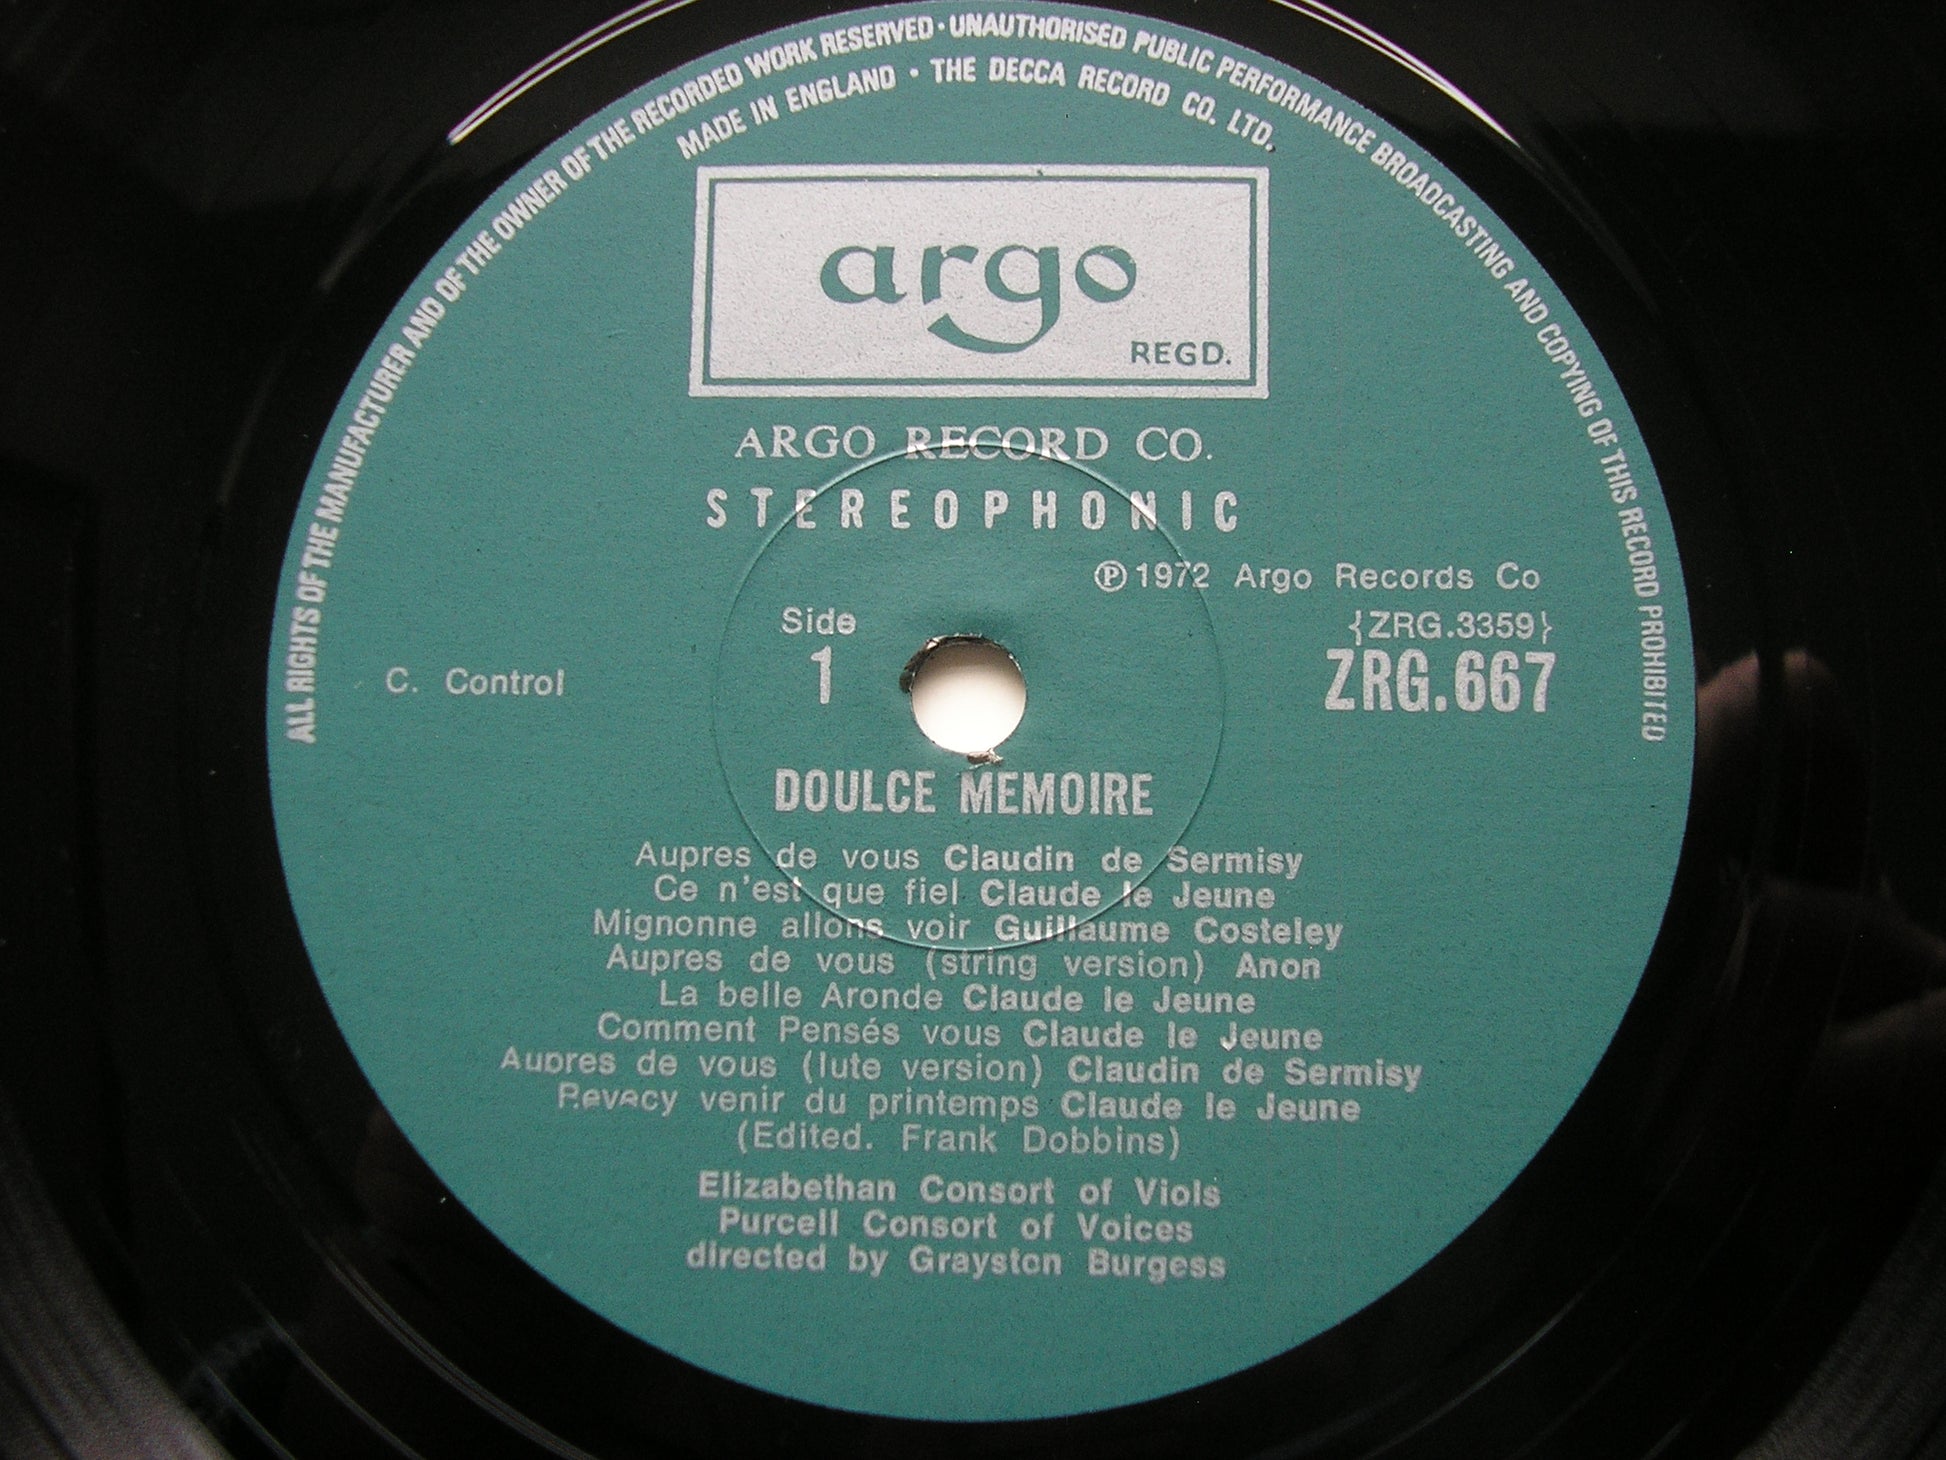 ALL RIGHTS OF THE MANUFACTURER AND OF THE OWNER OF THE RECORDED WORK RESERVED · UNAUTHORISED PUBLIC PERFORMANCE BROADCASTING AND COPYING OF THIS RECORD PROHIBITED
MADE IN ENGLAND · THE DECCA RECORD CO. LTD.
argo
REGD.
ARGO RECORD CO.
STEREOPHONIC
℗ 1972 Argo Records Co
Side
{ZRG.3359}
C. Control
1
ZRG.667
DOULCE MEMOIRE
Aupres de vous Claudin de Sermisy
Ce n'est que fiel Claude le Jeune
Mignonne allons voir Guillaume Costeley
Aupres de vous (string version) Anon
La belle Aronde Claude le Jeune
Comment Pensés vous Claude le Jeune
Aupres de vous (lute version) Claudin de Sermisy
Revecy venir du printemps Claude le Jeune
(Edited. Frank Dobbins)
Elizabethan Consort of Viols
Purcell Consort of Voices
directed by Grayston Burgess